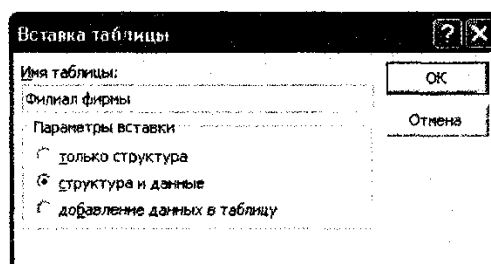 Вставка таблицы
Имя таблицы:
ОК
Филиал фирмы
Отмена
Параметры вставки
только структура
структура и данные
добавление данных в таблицу